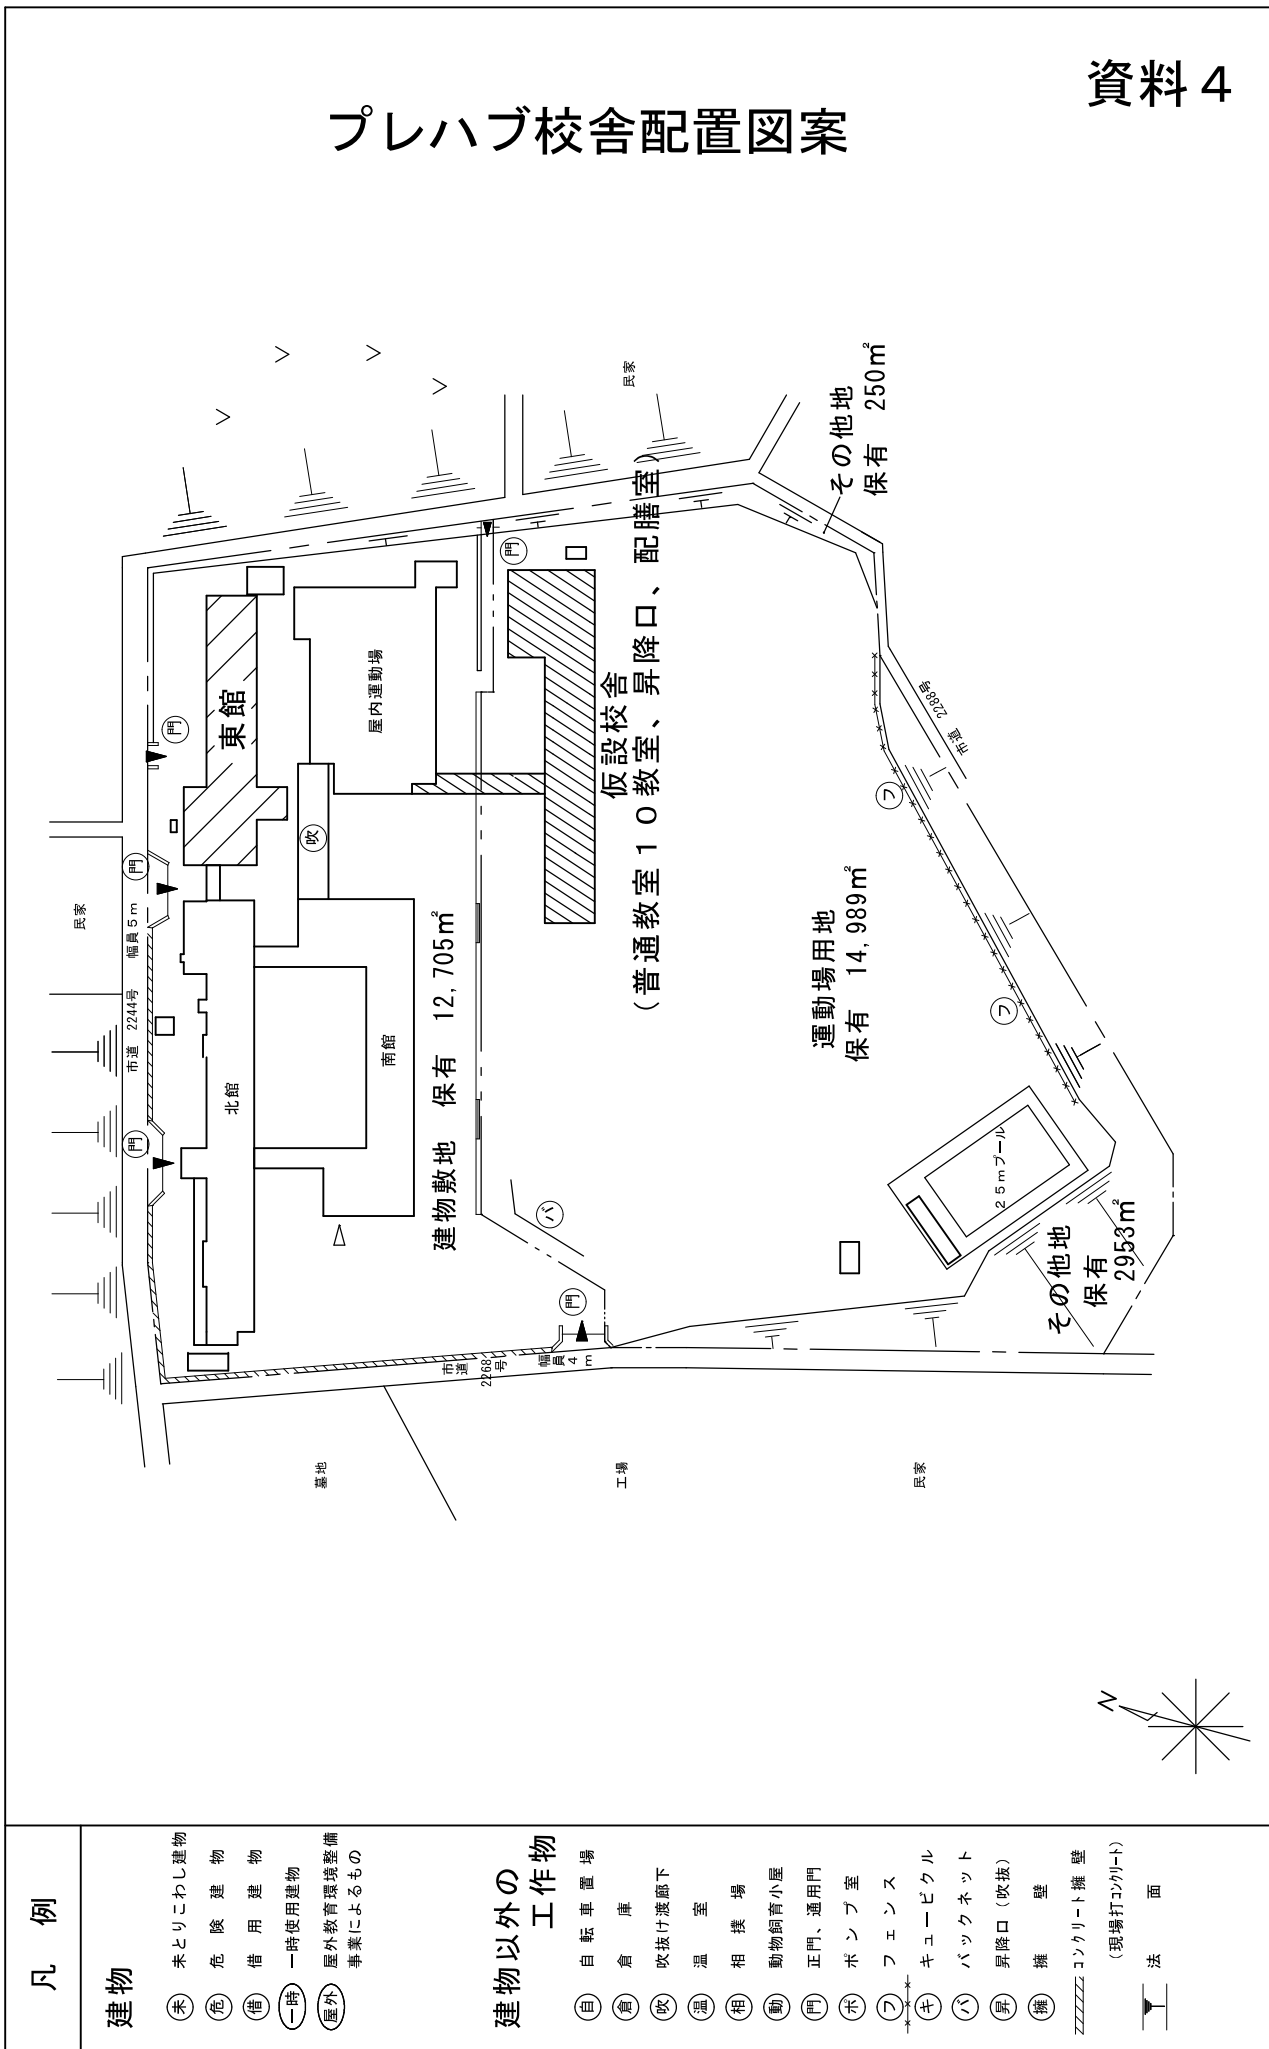 資料４
プレハブ校舎配置図案
民家
その他地
保有　250㎡
門
東館
屋内運動場
門
仮設校舎
（普通教室１０教室、昇降口、配膳室）
市道　2288号
フ
吹
門
民家
市道　2244号　幅員５ｍ
建物敷地　保有　12,705㎡
運動場用地
保有　14,989㎡
フ
南館
北館
門
２５ｍプール
バ
その他地
保有
2953㎡
門
市道
2268号
幅員
４ｍ
墓地
工場
民家
N
凡　例
建物
未　未とりこわし建物
危　危険建物
借　借用建物
一時　一時使用建物
屋外　屋外教育環境整備
事業によるもの
建物以外の
工作物
自　自転車置場
倉　倉庫
吹　吹抜け渡廊下
温　温室
相　相撲場
動　動物飼育小屋
門　正門、通用門
ポ　ポンプ室
フ　フェンス
キ　キュービクル
バ　バックネット
昇　昇降口（吹抜）
擁　擁壁
コンクリート擁壁
（現場打コンクリート）
法面